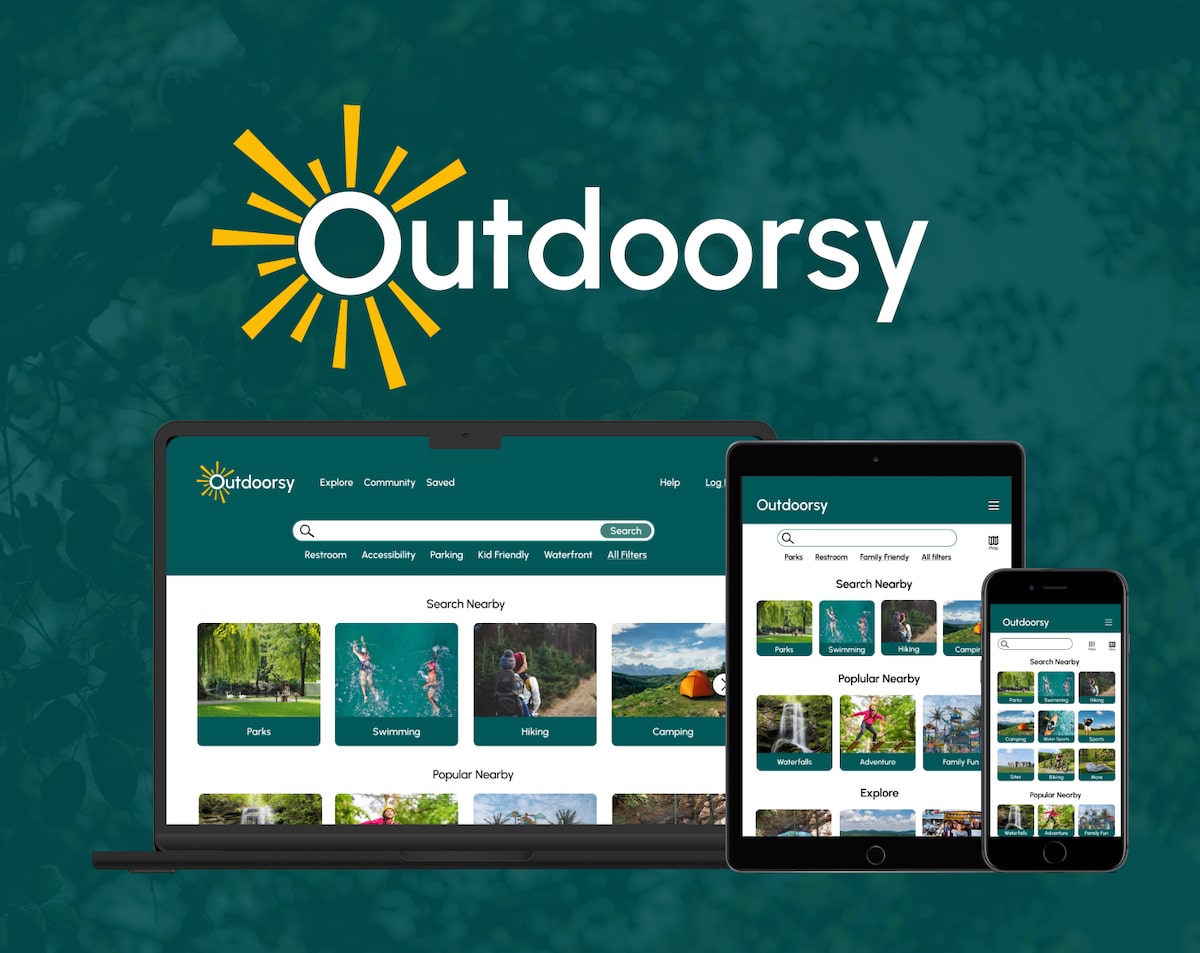 Outdoorsy
Outdoorsy
Explore Community Saved
Help Log
Search
Restroom Accessibility Parking Kid Friendly Waterfront All Filters
Search Nearby
Parks Swimming Hiking Camping
Popular Nearby
Outdoorsy
Map
Parks Restroom Family Friendy All filters
Search Nearby
Parks Swimming Hiking Campin
Poplular Nearby
Waterfalls Adventure Family Fun
Explore
Outdoorsy
Search Nearby
Parks Swimming Hiking
Camping Water Sports Sports
Sites Biking More
Popular Nearby
Waterfalls Adventure Family Fun